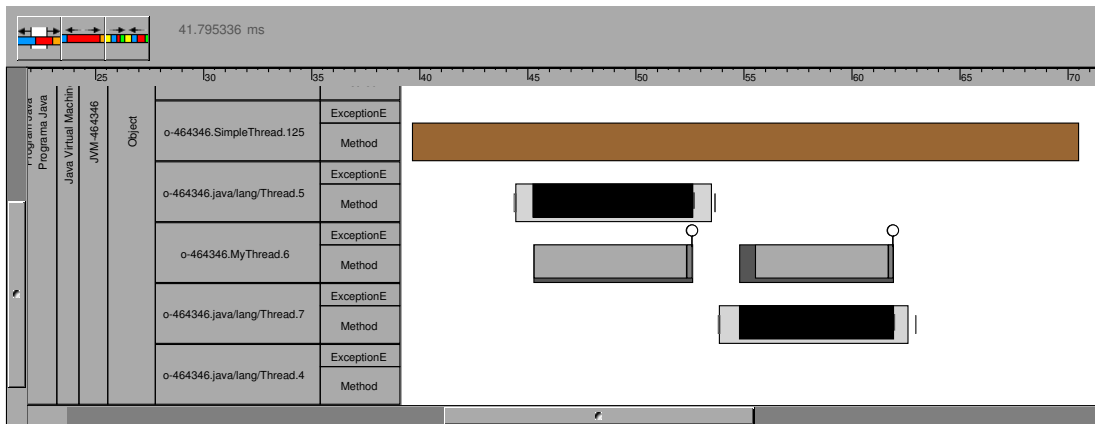 41.795336 ms
25 30 35 40 45 50 55 60 65 70
Programa Java
Java Virtual Machin
JVM-464346
Object
ExceptionE
o-464346.SimpleThread.125
Method
ExceptionE
o-464346.java/lang/Thread.5
Method
ExceptionE
o-464346.MyThread.6
Method
ExceptionE
o-464346.java/lang/Thread.7
Method
ExceptionE
o-464346.java/lang/Thread.4
Method